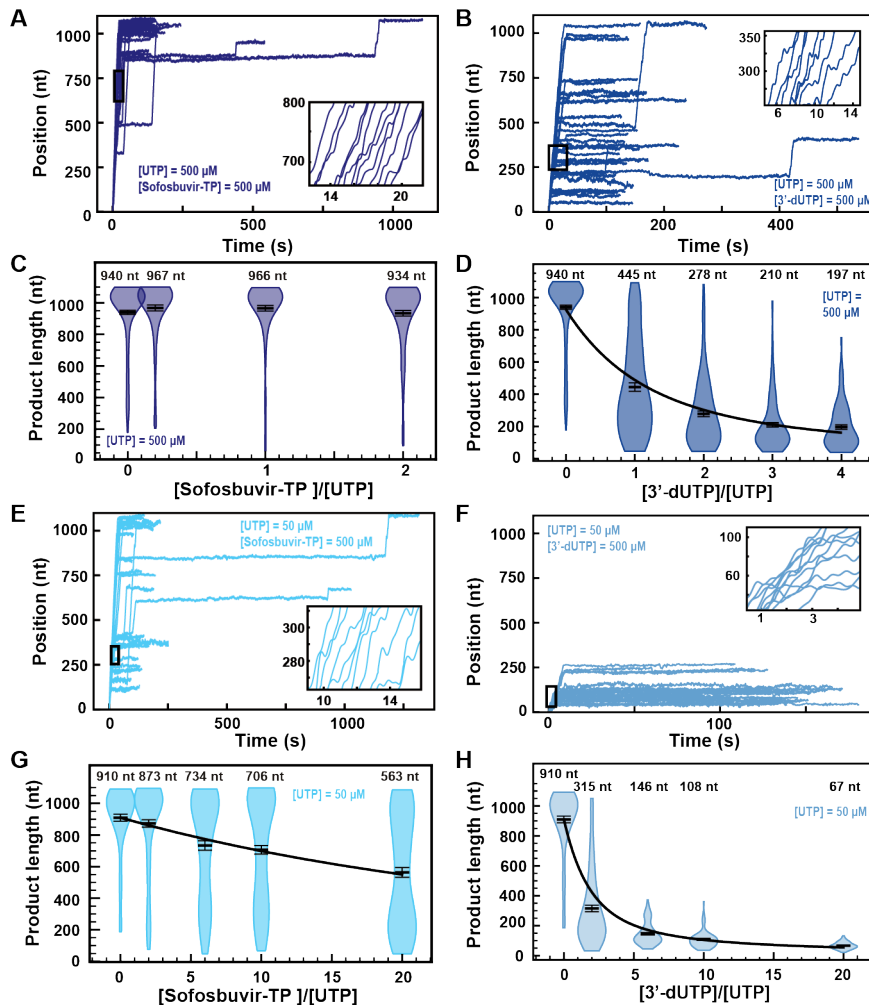 A
Position (nt)
1000
750
500
250
0
800
700
14
20
[UTP] = 500 µM
[Sofosbuvir-TP] = 500 µM
0
500
1000
Time (s)
B
Position (nt)
1000
750
500
250
0
350
300
6
10
14
[UTP] = 500 µM
[3'-dUTP] = 500 µM
0
200
400
Time (s)
C
Product length (nt)
940 nt
967 nt
966 nt
934 nt
1000
800
600
400
200
0
[UTP] = 500 µM
0
1
2
[Sofosbuvir-TP ]/[UTP]
D
Product length (nt)
940 nt
445 nt
278 nt
210 nt
197 nt
[UTP] =
500 µM
1000
800
600
400
200
0
0
1
2
3
4
[3'-dUTP]/[UTP]
E
Position (nt)
1000
750
500
250
0
[UTP] = 50 µM
[Sofosbuvir-TP] = 500 µM
300
280
10
14
0
500
1000
Time (s)
F
Position (nt)
1000
750
500
250
0
[UTP] = 50 µM
[3'-dUTP] = 500 µM
100
60
1
3
0
100
Time (s)
G
Product length (nt)
910 nt
873 nt
734 nt
706 nt
563 nt
[UTP] = 50 µM
1000
800
600
400
200
0
0
5
10
15
20
[Sofosbuvir-TP ]/[UTP]
H
Product length (nt)
910 nt
315 nt
146 nt
108 nt
67 nt
[UTP] = 50 µM
1000
800
600
400
200
0
0
5
10
15
20
[3'-dUTP]/[UTP]